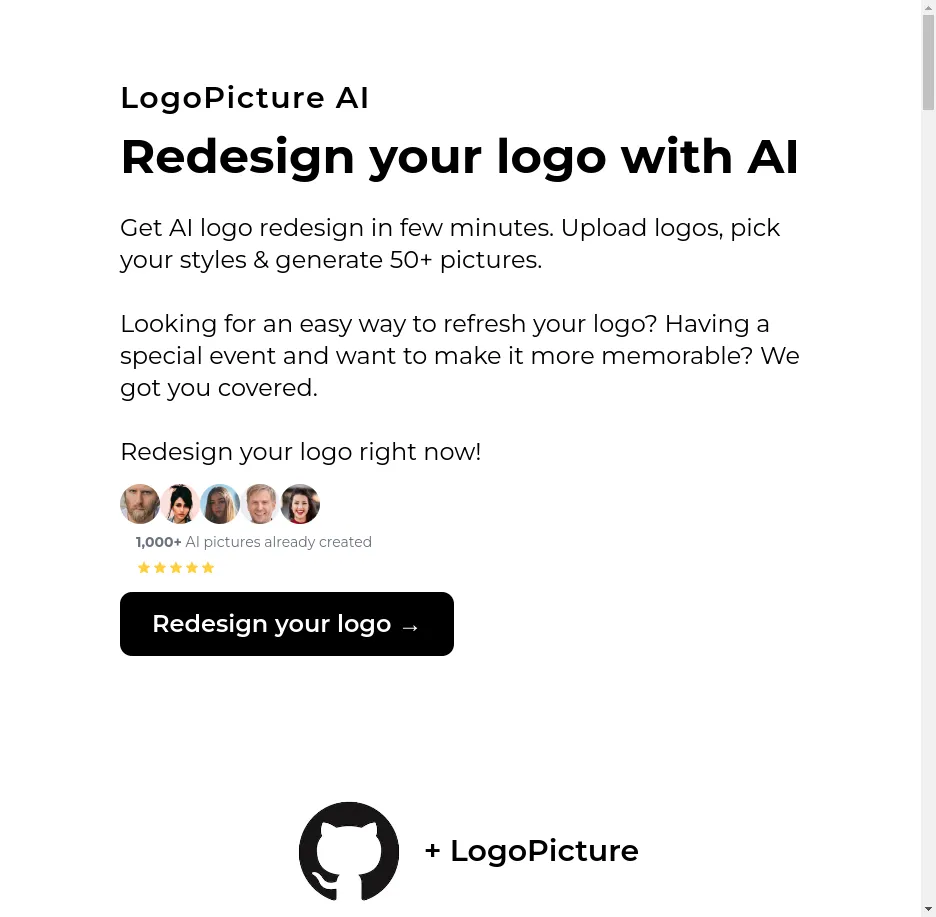 LogoPicture AI
Redesign your logo with AI
Get AI logo redesign in few minutes. Upload logos, pick
your styles & generate 50+ pictures.
Looking for an easy way to refresh your logo? Having a
special event and want to make it more memorable? We
got you covered.
Redesign your logo right now!
1,000+ AI pictures already created
Redesign your logo →
+ LogoPicture